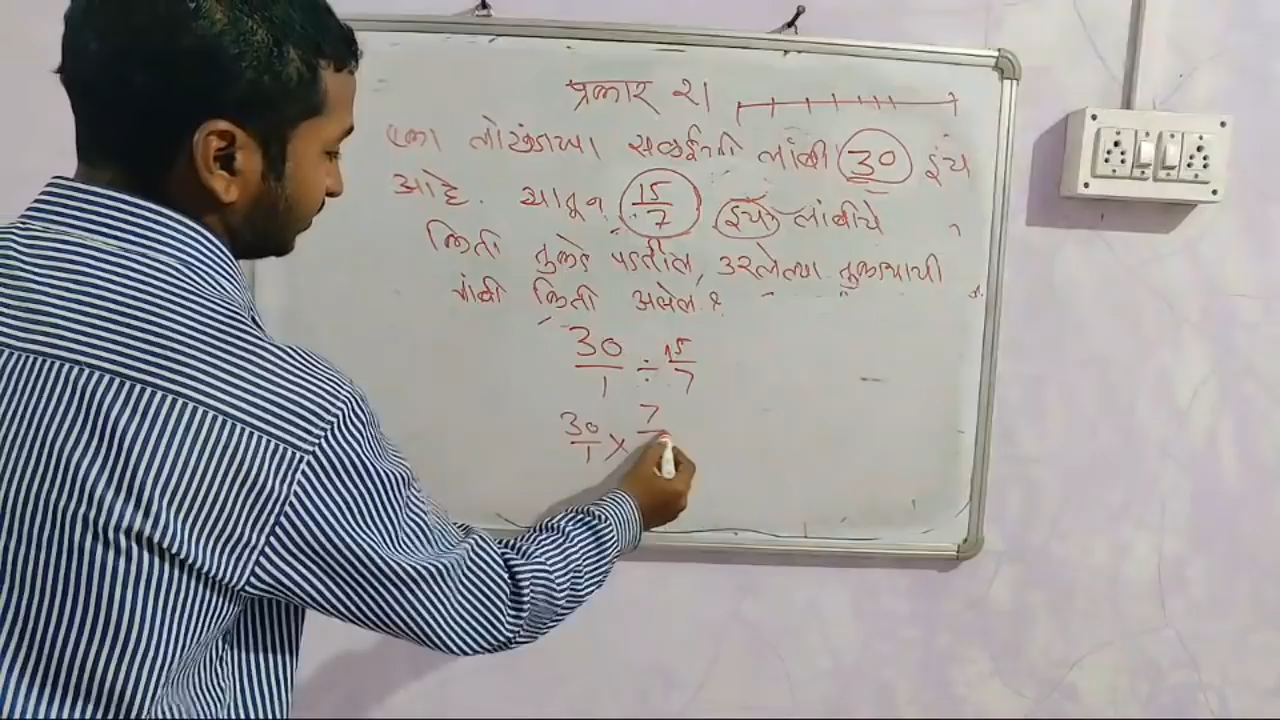 प्रकार २।
एका लोखंडाच्या सळईची लांबी 30 इंच
आहे. यातून 15/7 इंच लांबीचे
किती तुकडे पडतील, उरलेल्या तुकड्याची
लांबी किती असेल ?
30/1 ÷ 15/7
30/1 × 7